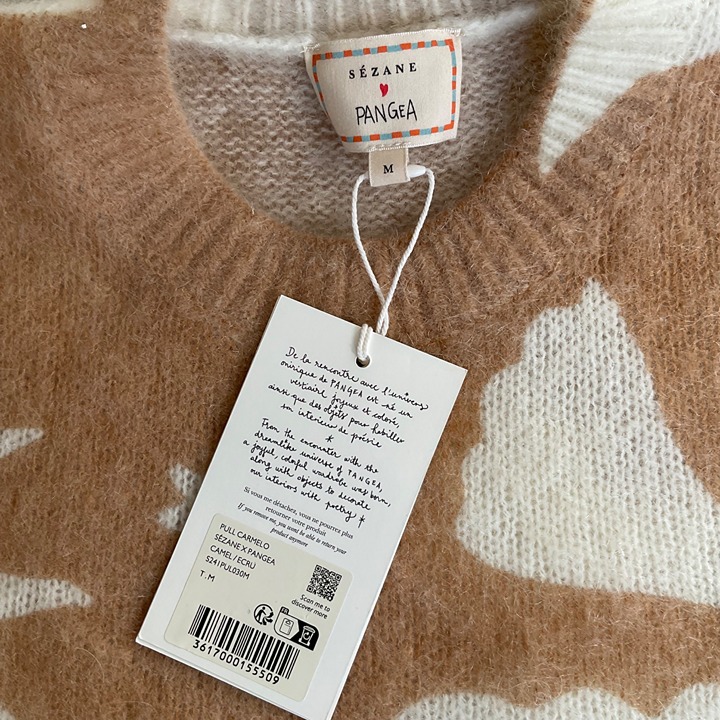 SÉZANE
PANGEA
M
De la rencontre avec l'univers
onirique de PANGEA est né un
vestiaire joyeux et coloré,
ainsi que des objets pour habiller
son intérieur de poésie
*
From the encounter with the
dreamlike universe of PANGEA,
a joyful, colorful wardrobe was born,
along with objects to decorate
our interiors with poetry *
Si vous me détachez, vous ne pourrez plus
retourner votre produit
If you remove me, you wont be able to return your
product anymore
PULL CARMELO
SÉZANE X PANGEA
CAMEL / ECRU
S241PUL030M
T. M
Scan me to
discover more
3617000155509